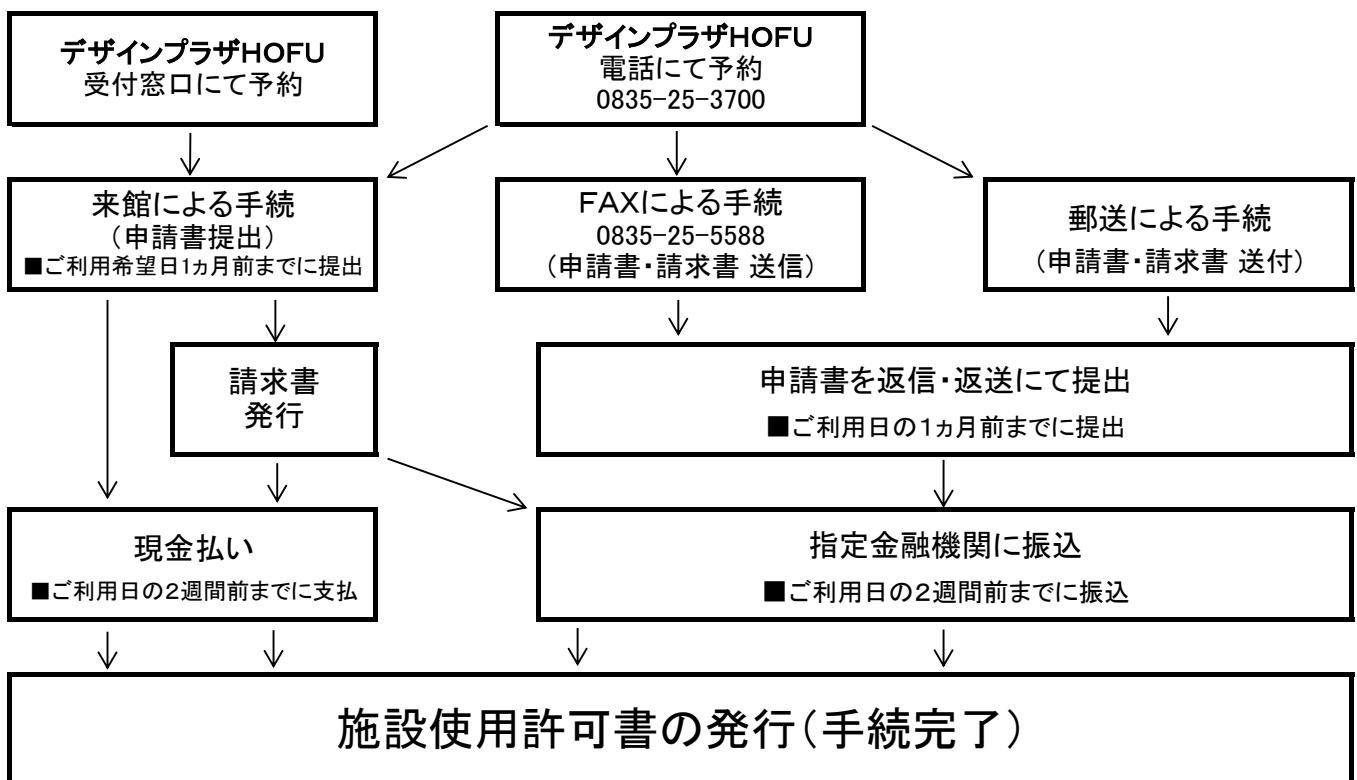 デザインプラザHOFU
受付窓口にて予約
デザインプラザHOFU
電話にて予約
0835-25-3700
来館による手続
(申請書提出)
■ご利用希望日1ヵ月前までに提出
FAXによる手続
0835-25-5588
(申請書・請求書 送信)
郵送による手続
(申請書・請求書 送付)
請求書
発行
申請書を返信・返送にて提出
■ご利用日の1ヵ月前までに提出
現金払い
■ご利用日の2週間前までに支払
指定金融機関に振込
■ご利用日の2週間前までに振込
施設使用許可書の発行(手続完了)